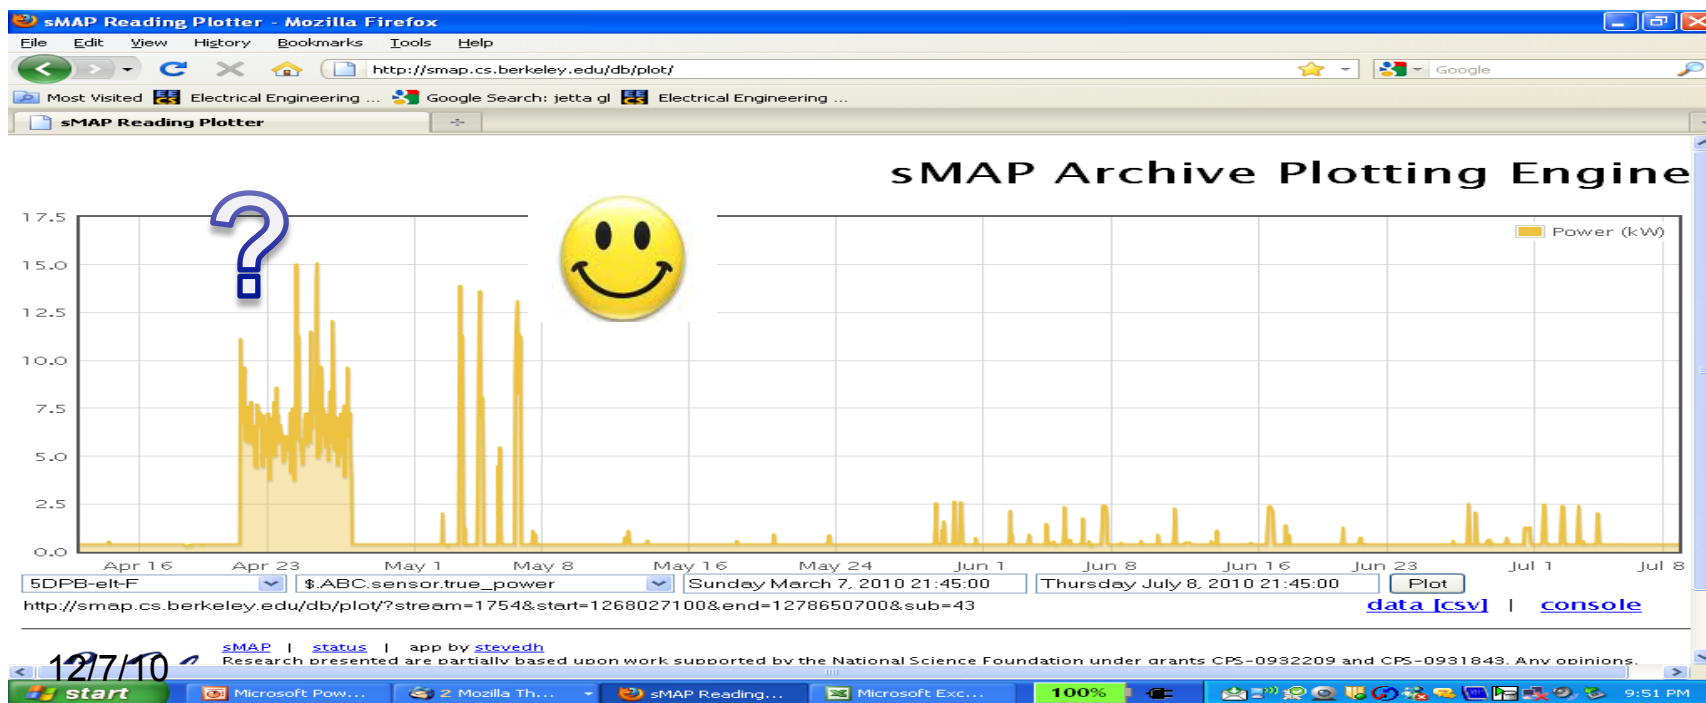 sMAP Reading Plotter - Mozilla Firefox
File Edit View History Bookmarks Tools Help
http://smap.cs.berkeley.edu/db/plot/
Google
Most Visited Electrical Engineering ... Google Search: jetta gl Electrical Engineering ...
sMAP Reading Plotter
sMAP Archive Plotting Engine
?
17.5
Power (kW)
15.0
12.5
10.0
7.5
5.0
2.5
0.0
Apr 16 Apr 23 May 1 May 8 May 16 May 24 Jun 1 Jun 8 Jun 16 Jun 23 Jul 1 Jul 8
5DPB-elt-F $.ABC.sensor.true_power Sunday March 7, 2010 21:45:00 Thursday July 8, 2010 21:45:00 Plot
http://smap.cs.berkeley.edu/db/plot/?stream=1754&start=1268027100&end=1278650700&sub=43 data [csv] | console
sMAP | status | app by stevedh
Research presented are partially based upon work supported by the National Science Foundation under grants CPS-0932209 and CPS-0931843. Any opinions,
12/7/10
start Microsoft Pow... 2 Mozilla Th... sMAP Reading... Microsoft Exc... 100% 9:51 PM